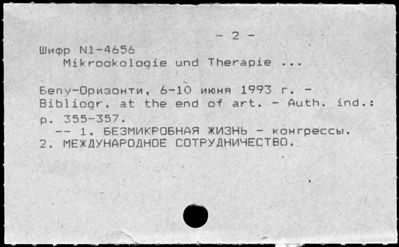 - 2 -
Шифр N1-4656
Mikrookologie und Therapie ...
Белу-Оризонти, 6-10 июня 1993 г. -
Bibliogr. at the end of art. - Auth. ind.:
p. 355-357.
-- 1. БЕЗМИКРОБНАЯ ЖИЗНЬ - конгрессы.
2. МЕЖДУНАРОДНОЕ СОТРУДНИЧЕСТВО.